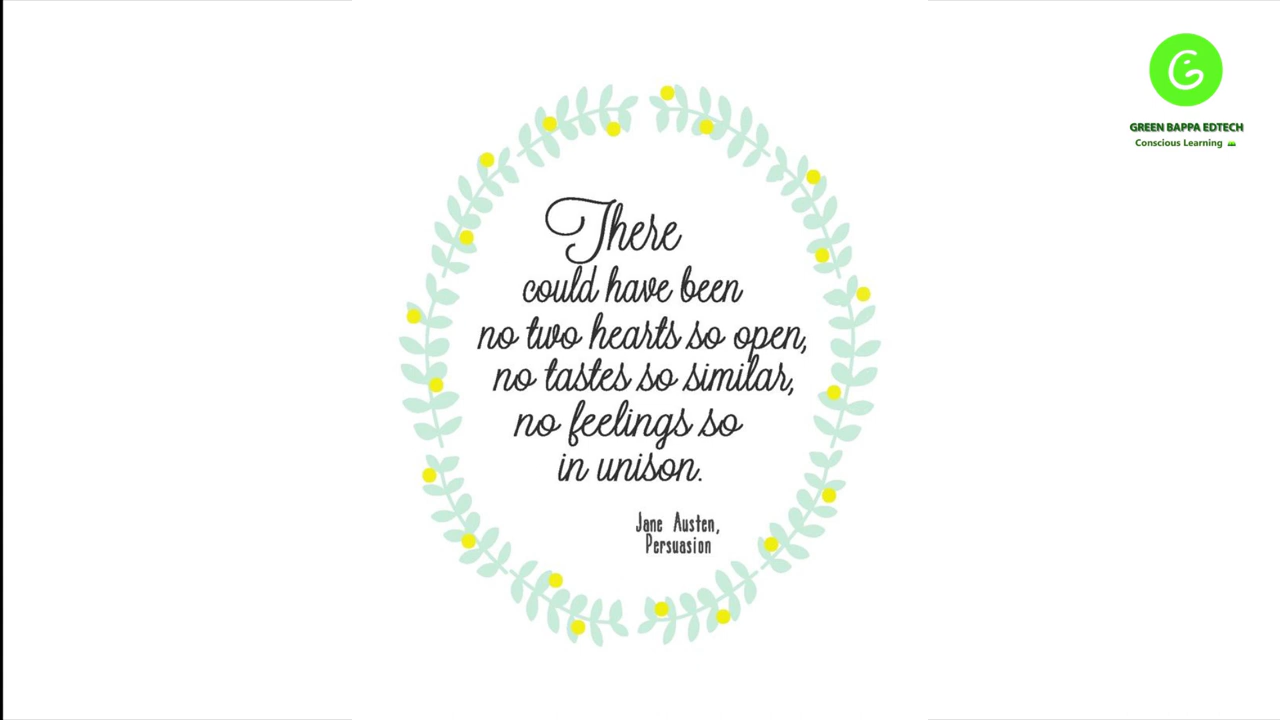 There
could have been
no two hearts so open,
no tastes so similar,
no feelings so
in unison.
Jane Austen,
Persuasion
GREEN BAPPA EDTECH
Conscious Learning